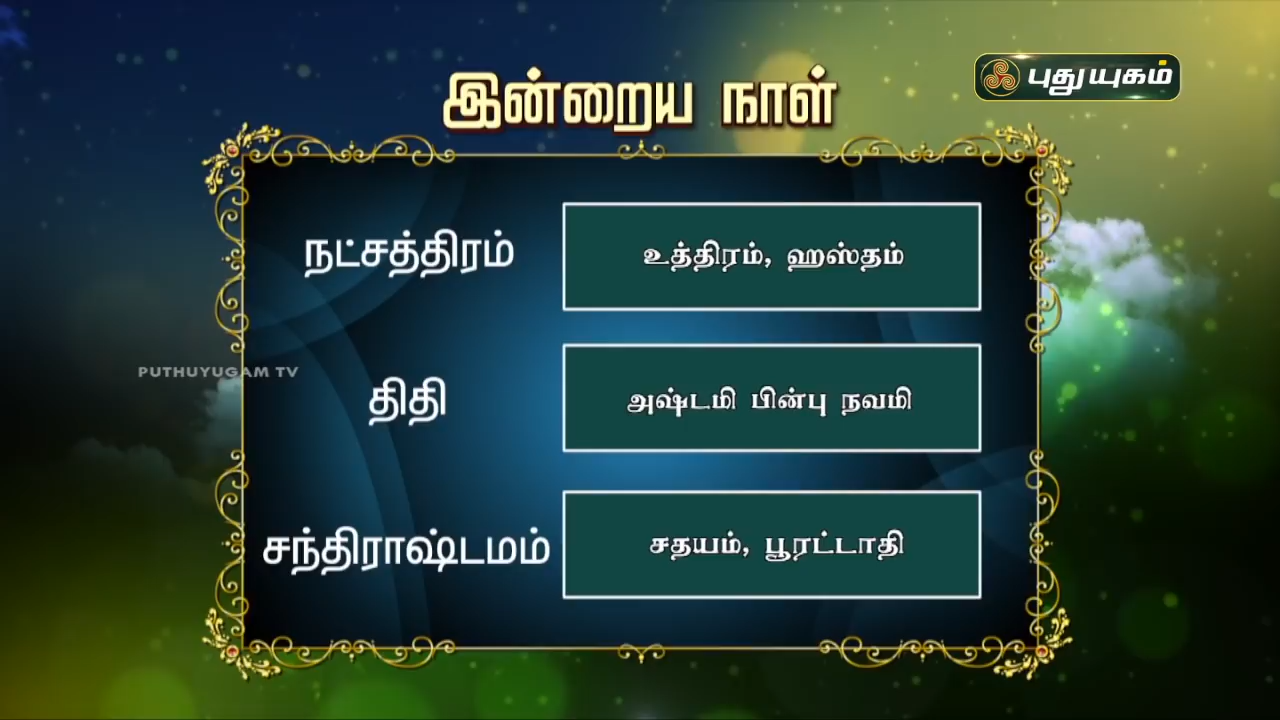 புதுயுகம்
இன்றைய நாள்
நட்சத்திரம்
உத்திரம், ஹஸ்தம்
PUTHUYUGAM TV
திதி
அஷ்டமி பின்பு நவமி
சந்திராஷ்டமம்
சதயம், பூரட்டாதி